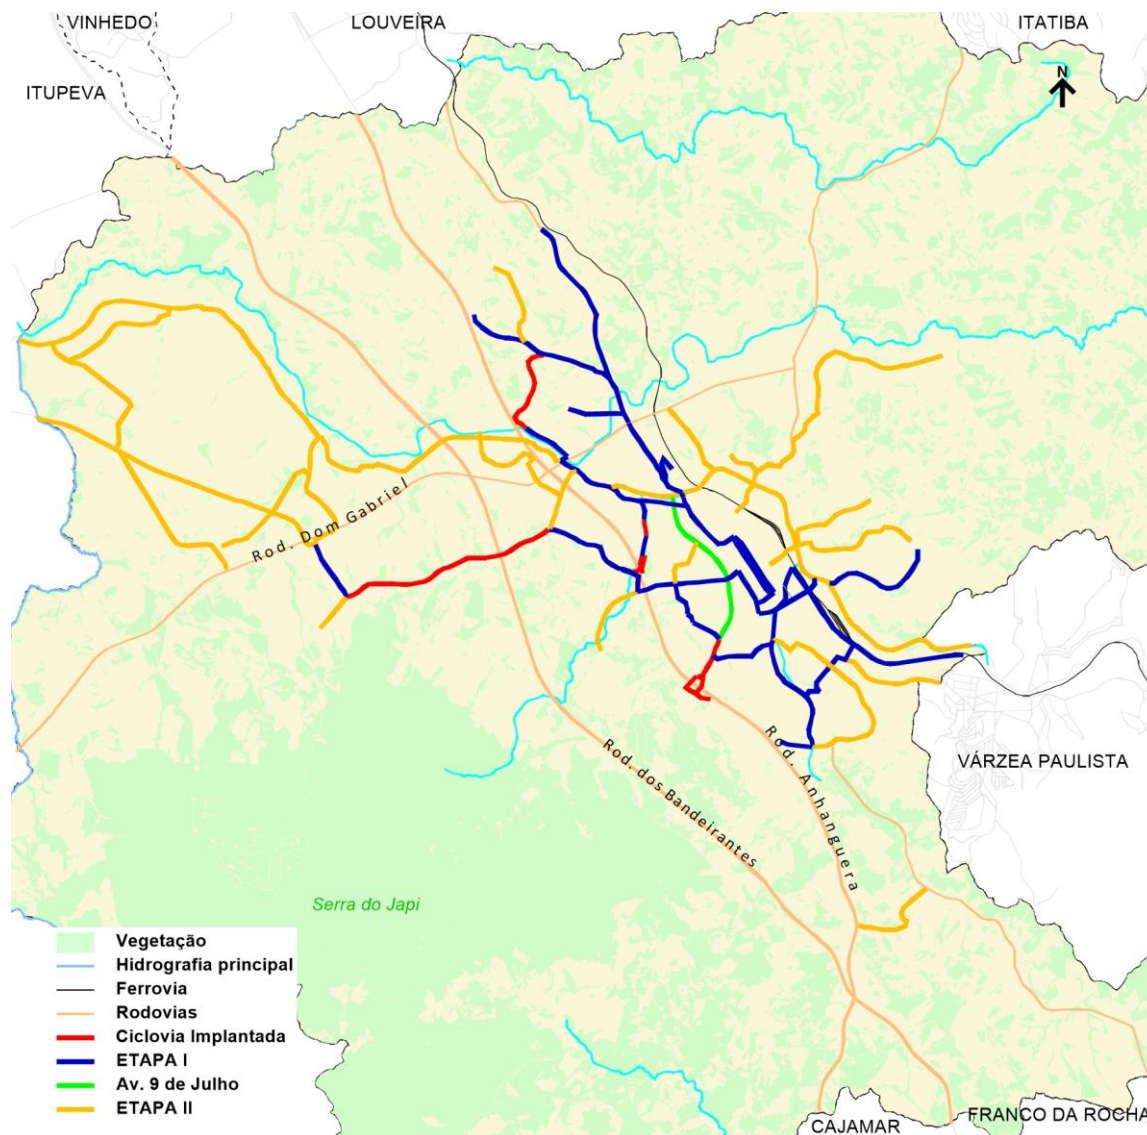 VINHEDO
LOUVEIRA
ITATIBA
ITUPEVA
N
Rod. Dom Gabriel
Rod. Anhanguera
Rod. dos Bandeirantes
VÁRZEA PAULISTA
Serra do Japi
Vegetação
Hidrografia principal
Ferrovia
Rodovias
Ciclovia Implantada
ETAPA I
Av. 9 de Julho
ETAPA II
CAJAMAR
FRANCO DA ROCHA